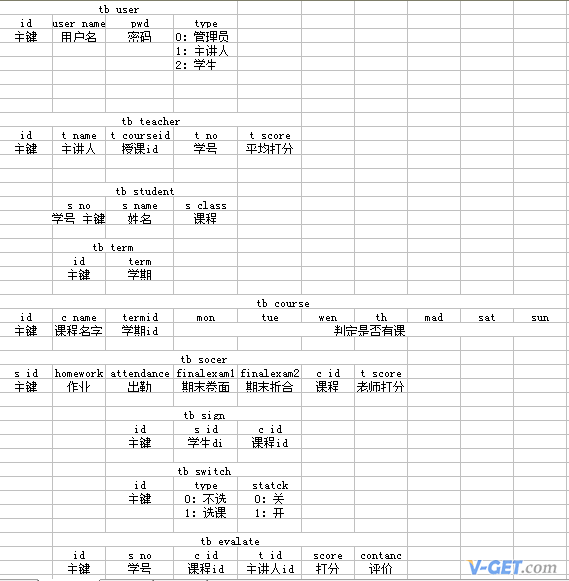 tb user
id user name pwd type
主键 用户名 密码 0: 管理员
1: 主讲人
2: 学生
tb teacher
id t name t courseid t no t score
主键 主讲人 授课id 学号 平均打分
tb student
s no s name s class
学号 主键 姓名 课程
tb term
id term
主键 学期
tb course
id c name termid mon tue wen th mad sat sun
主键 课程名字 学期id 判定是否有课
tb socer
s id homework attendance finalexam1 finalexam2 c id t score
主键 作业 出勤 期末卷面 期末折合 课程 老师打分
tb sign
id s id c id
主键 学生di 课程id
tb switch
id type statck
主键 0: 不选 0: 关
1: 选课 1: 开
tb evalate
id s no c id t id score contanc
主键 学号 课程id 主讲人id 打分 评价
V-GET.com